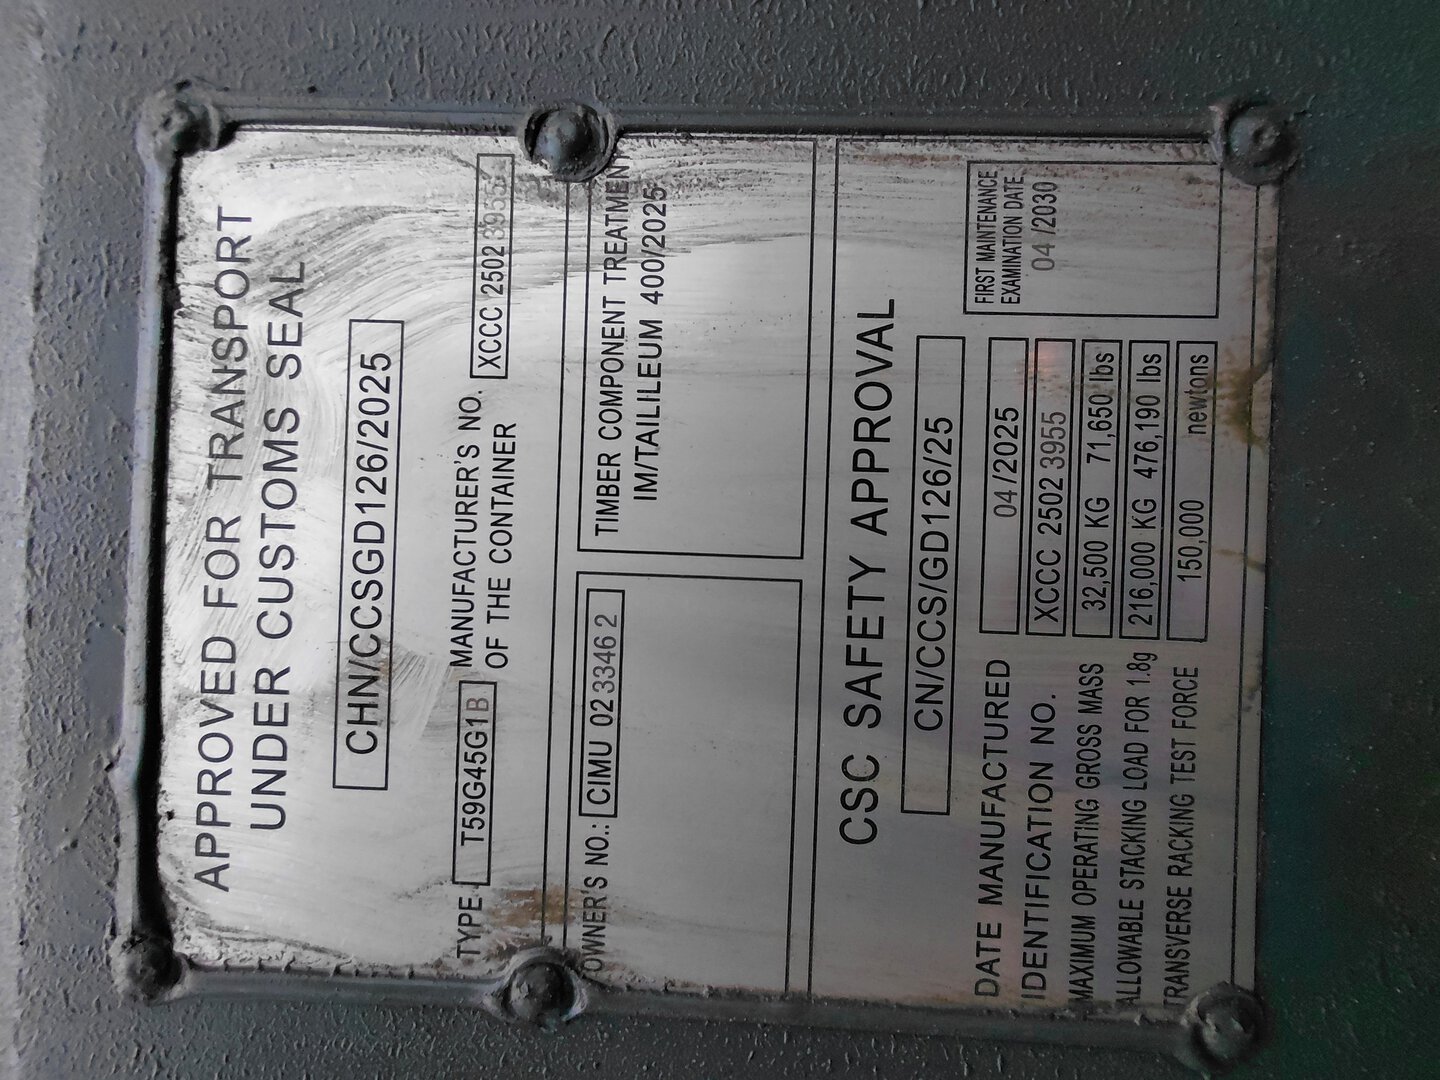 APPROVED FOR TRANSPORT
UNDER CUSTOMS SEAL
CHN/CCSGD126/2025
TYPE T59G45G1B MANUFACTURER'S NO. XCCC 2502 3955
OF THE CONTAINER
OWNER'S NO.: CIMU 02 3346 2
TIMBER COMPONENT TREATMENT
IM/TAILILEUM 400/2025
CSC SAFETY APPROVAL
CN/CCS/GD126/25
DATE MANUFACTURED 04/2025
IDENTIFICATION NO. XCCC 2502 3955
MAXIMUM OPERATING GROSS MASS 32,500 KG 71,650 lbs
ALLOWABLE STACKING LOAD FOR 1.8g 216,000 KG 476,190 lbs
TRANSVERSE RACKING TEST FORCE 150,000 newtons
FIRST MAINTENANCE
EXAMINATION DATE
04 /2030